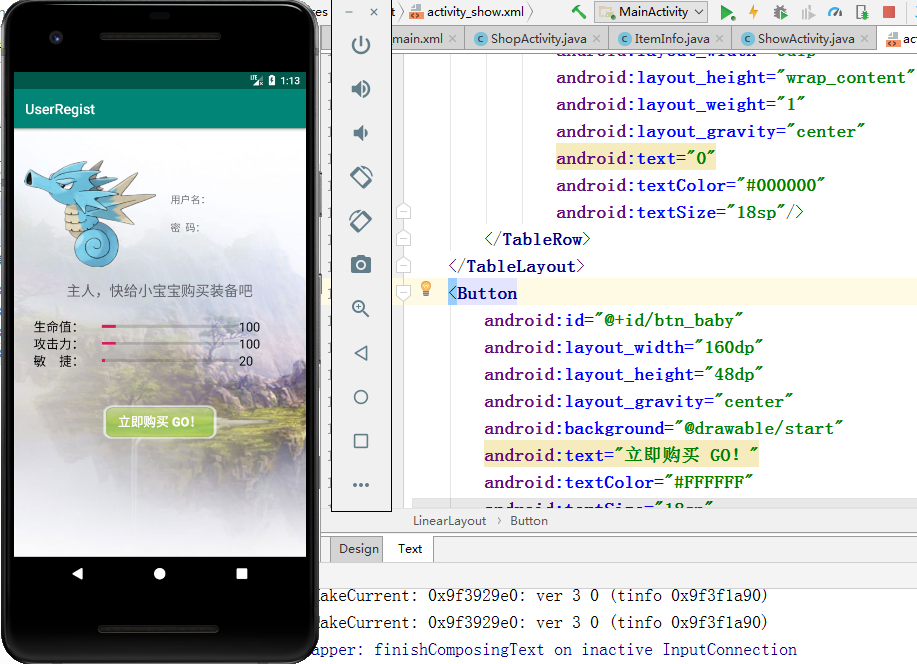 1:13
UserRegist
用户名:
密 码:
主人，快给小宝宝购买装备吧
生命值: 100
攻击力: 100
敏 捷: 20
立即购买 GO!
activity_show.xml
MainActivity
main.xml
ShopActivity.java
ItemInfo.java
ShowActivity.java
android:layout_height="wrap_content"
android:layout_weight="1"
android:layout_gravity="center"
android:text="0"
android:textColor="#000000"
android:textSize="18sp"/>
</TableRow>
</TableLayout>
<Button
android:id="@+id/btn_baby"
android:layout_width="160dp"
android:layout_height="48dp"
android:layout_gravity="center"
android:background="@drawable/start"
android:text="立即购买 GO! "
android:textColor="#FFFFFF"
android:textSize="18sp"
LinearLayout Button
Design Text
MakeCurrent: 0x9f3929e0: ver 3 0 (tinfo 0x9f3f1a90)
MakeCurrent: 0x9f3929e0: ver 3 0 (tinfo 0x9f3f1a90)
apper: finishComposingText on inactive InputConnection